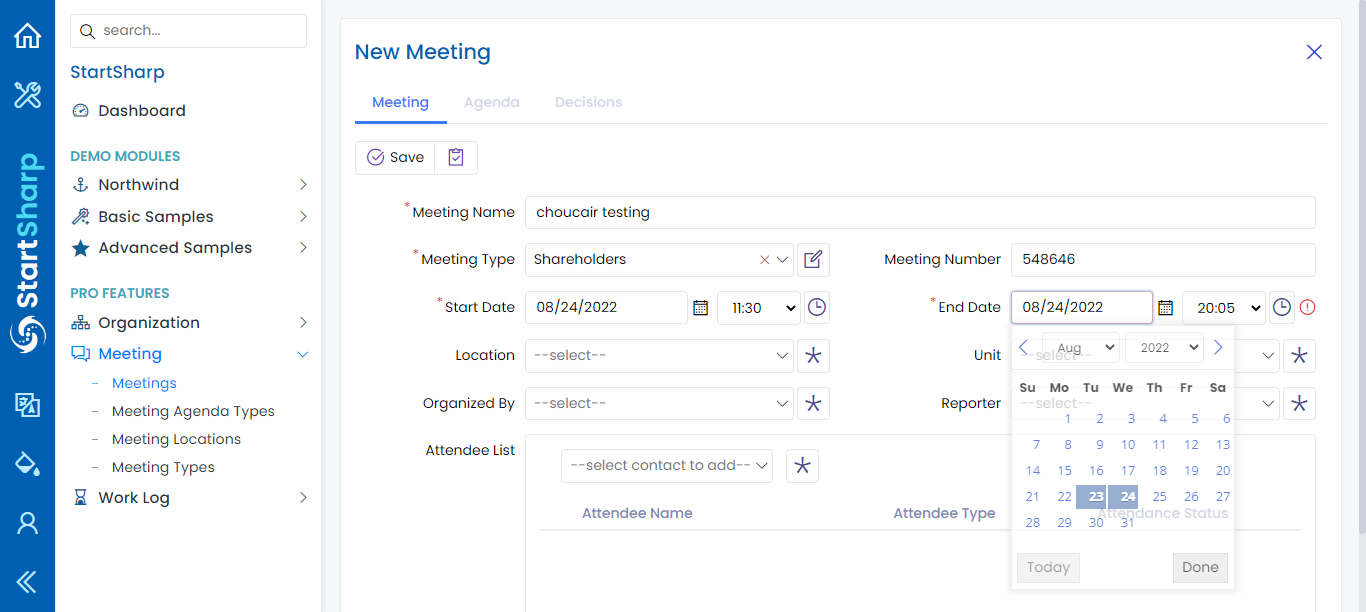 search...
StartSharp
Dashboard
DEMO MODULES
Northwind
Basic Samples
Advanced Samples
PRO FEATURES
Organization
Meeting
Meetings
Meeting Agenda Types
Meeting Locations
Meeting Types
Work Log
StartSharp
New Meeting
Meeting Agenda Decisions
Save
*Meeting Name choucair testing
*Meeting Type Shareholders Meeting Number 548646
*Start Date 08/24/2022 11:30 *End Date 08/24/2022 20:05
Location --select-- Unit --select--
Organized By --select-- Reporter --select--
Attendee List --select contact to add--
Attendee Name Attendee Type Attendance Status
Aug 2022
Su Mo Tu We Th Fr Sa
1 2 3 4 5 6
7 8 9 10 11 12 13
14 15 16 17 18 19 20
21 22 23 24 25 26 27
28 29 30 31
Today Done